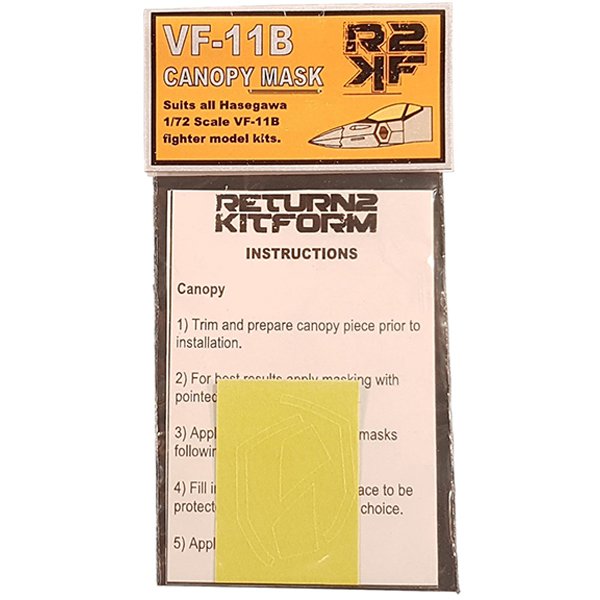 VF-11B
CANOPY MASK
Suits all Hasegawa
1/72 Scale VF-11B
fighter model kits.
R2
KF
RETURN2
KITFORM
INSTRUCTIONS
Canopy
1) Trim and prepare canopy piece prior to
installation.
2) For best results apply masking with
pointed
3) Appl masks
followin
4) Fill i ace to be
protect choice.
5) Appl